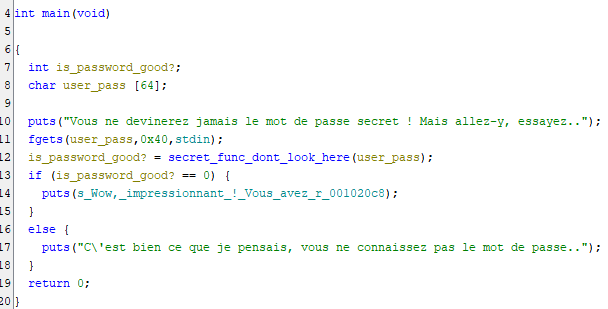 4 int main(void)
5
6 {
7   int is_password_good?;
8   char user_pass [64];
9
10   puts("Vous ne devinerez jamais le mot de passe secret ! Mais allez-y, essayez..");
11   fgets(user_pass,0x40,stdin);
12   is_password_good? = secret_func_dont_look_here(user_pass);
13   if (is_password_good? == 0) {
14     puts(s_Wow,_impressionnant_!_Vous_avez_r_001020c8);
15   }
16   else {
17     puts("C\'est bien ce que je pensais, vous ne connaissez pas le mot de passe..");
18   }
19   return 0;
20 }